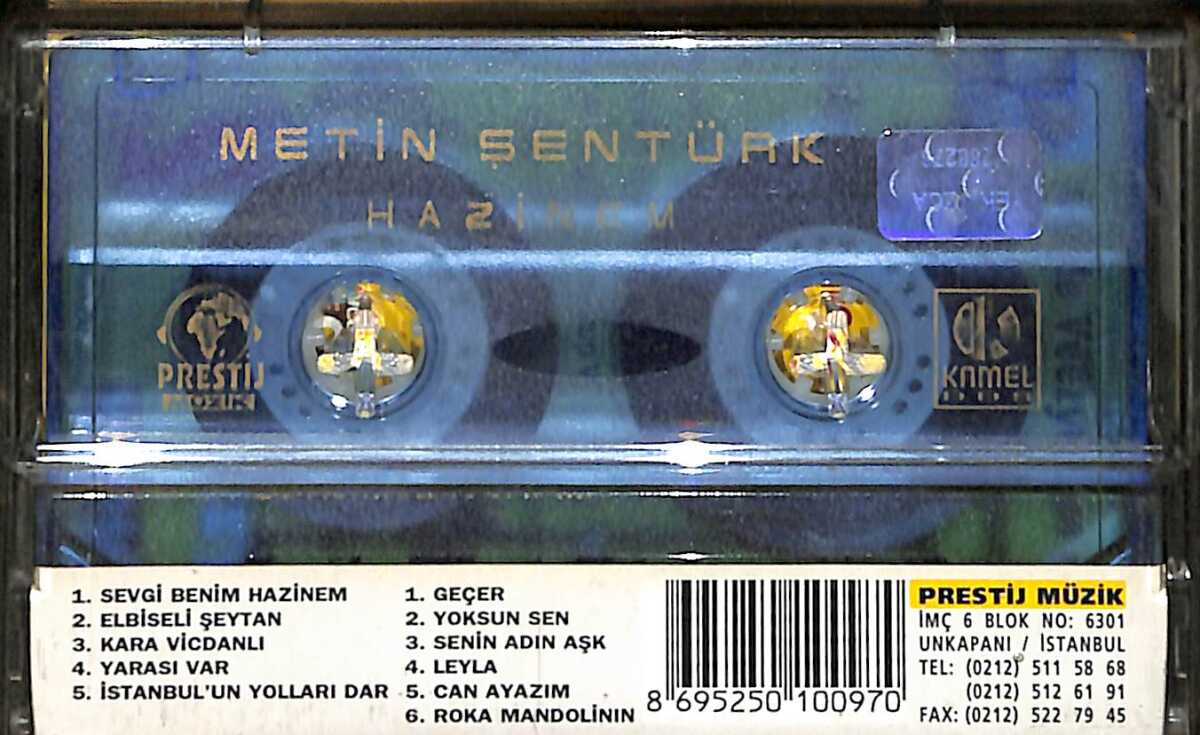 METİN ŞENTÜRK
HAZİNEM
PRESTİJ
KAMEL
1. SEVGİ BENİM HAZİNEM
2. ELBİSELİ ŞEYTAN
3. KARA VİCDANLI
4. YARASI VAR
5. İSTANBUL'UN YOLLARI DAR
1. GEÇER
2. YOKSUN SEN
3. SENİN ADIN AŞK
4. LEYLA
5. CAN AYAZIM
6. ROKA MANDOLİNIN
8 695250 100970
PRESTİJ MÜZİK
İMÇ 6 BLOK NO: 6301
UNKAPANI / İSTANBUL
TEL: (0212) 511 58 68
(0212) 512 61 91
FAX: (0212) 522 79 45